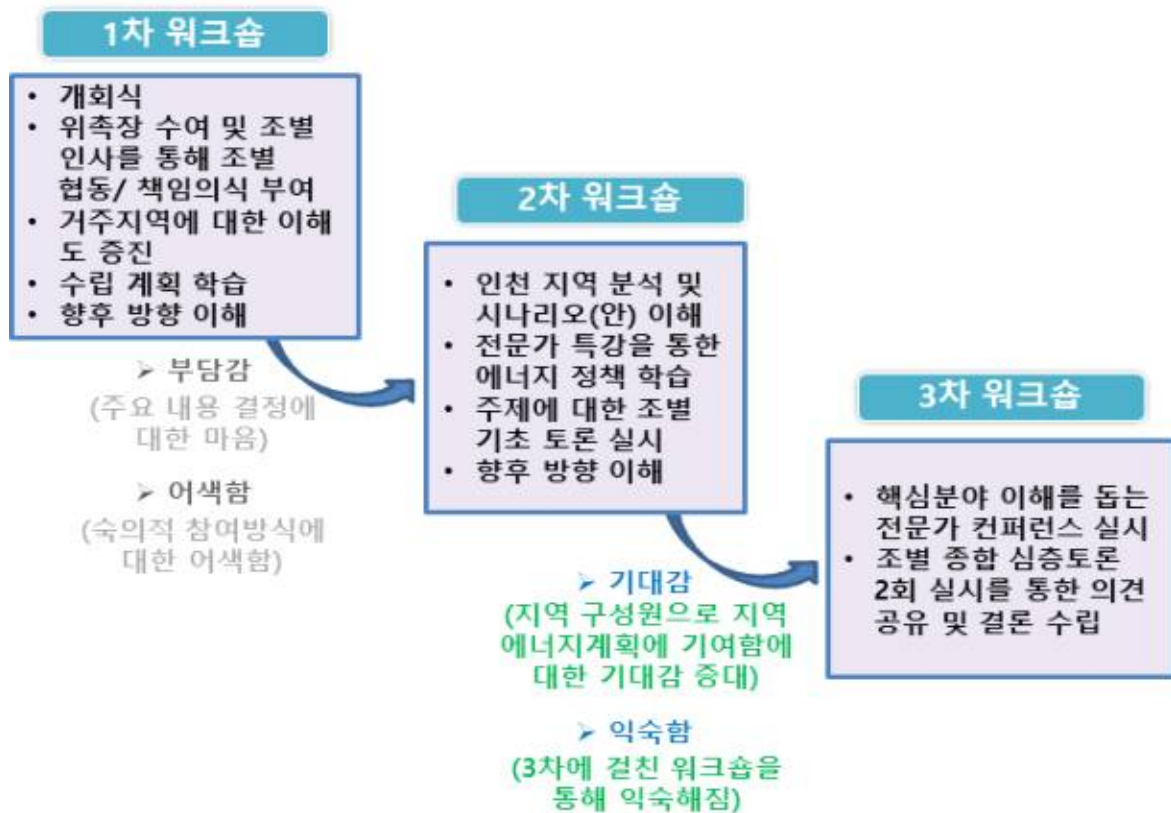 1차 워크숍
• 개회식
• 위촉장 수여 및 조별
인사를 통해 조별
협동/ 책임의식 부여
• 거주지역에 대한 이해
도 증진
• 수립 계획 학습
• 향후 방향 이해
➢ 부담감
(주요 내용 결정에
대한 마음)
➢ 어색함
(숙의적 참여방식에
대한 어색함)
2차 워크숍
• 인천 지역 분석 및
시나리오(안) 이해
• 전문가 특강을 통한
에너지 정책 학습
• 주제에 대한 조별
기초 토론 실시
• 향후 방향 이해
➢ 기대감
(지역 구성원으로 지역
에너지계획에 기여함에
대한 기대감 증대)
➢ 익숙함
(3차에 걸친 워크숍을
통해 익숙해짐)
3차 워크숍
• 핵심분야 이해를 돕는
전문가 컨퍼런스 실시
• 조별 종합 심층토론
2회 실시를 통한 의견
공유 및 결론 수립